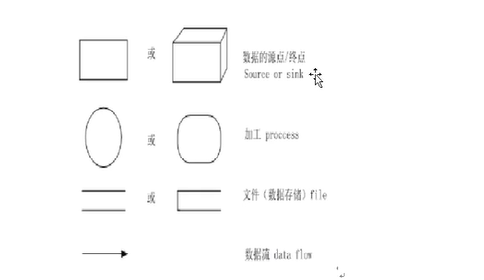 或
数据的源点/终点
Source or sink
或
加工 proccess
或
文件（数据存储）file
数据流 data flow